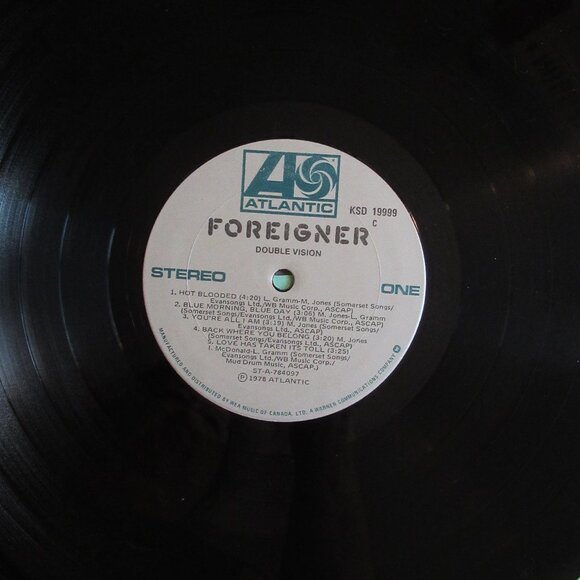 ATLANTIC
KSD 19999
C
FOREIGNER
DOUBLE VISION
STEREO
ONE
1. HOT BLOODED (4:20) L. Gramm-M. Jones (Somerset Songs/
Evansongs Ltd./WB Music Corp., ASCAP)
2. BLUE MORNING, BLUE DAY (3:06) M. Jones-L. Gramm
(Somerset Songs/Evansongs Ltd./WB Music Corp., ASCAP)
3. YOU'RE ALL I AM (3:19) M. Jones (Somerset Songs/
Evansongs Ltd., ASCAP)
4. BACK WHERE YOU BELONG (3:20) M. Jones
(Somerset Songs/Evansongs Ltd., ASCAP)
5. LOVE HAS TAKEN ITS TOLL (3:25)
I. McDonald-L. Gramm (Somerset Songs/
Evansongs Ltd./WB Music Corp./
Mud Drum Music, ASCAP)
ST-A-784097
℗ 1978 ATLANTIC
MANUFACTURED AND DISTRIBUTED BY WEA MUSIC OF CANADA, LTD. A WARNER COMMUNICATIONS COMPANY